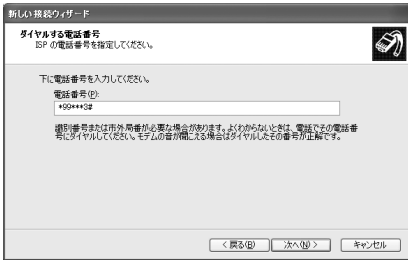 新しい接続ウィザード
ダイヤルする電話番号
ISP の電話番号を指定してください。
下に電話番号を入力してください。
電話番号(P):
*99***3#
識別番号または市外局番が必要な場合があります。よくわからないときは、電話でその電話番
号にダイヤルしてください。モデムの音が聞こえる場合はダイヤルしたその番号が正解です。
< 戻る(B)
次へ(N) >
キャンセル